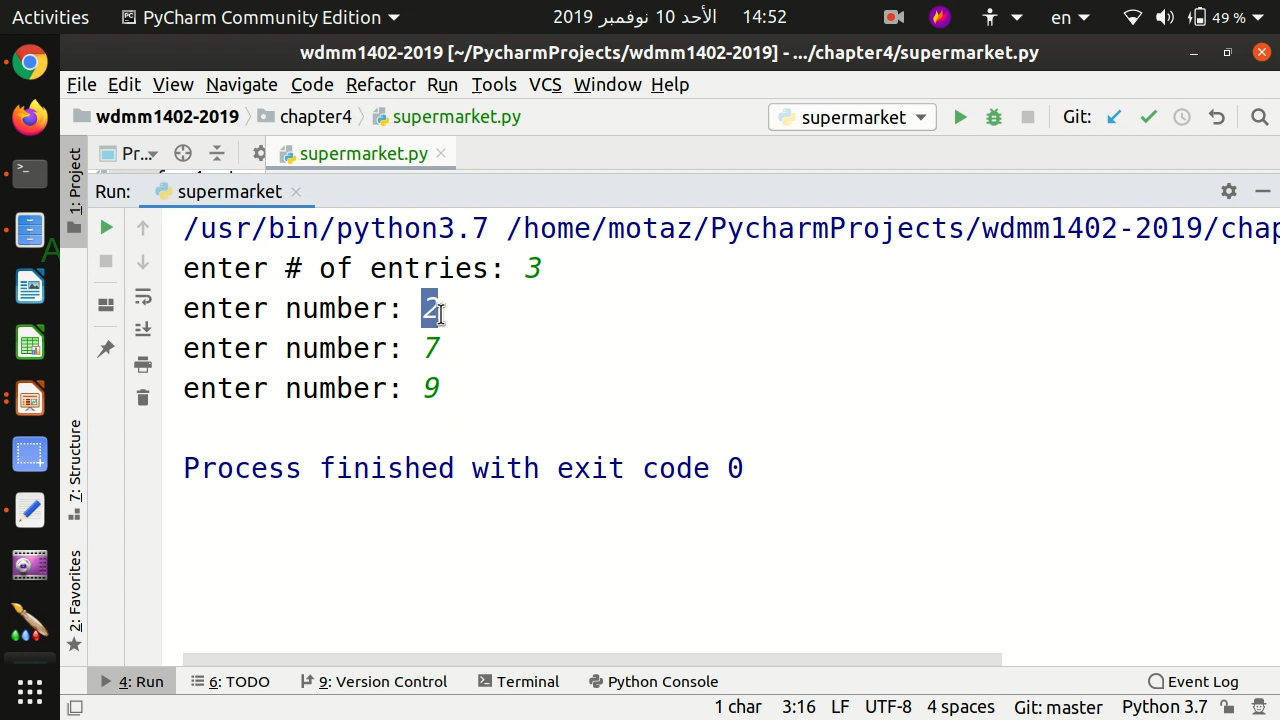 Activities PyCharm Community Edition الأحد 10 نوفمبر 2019 14:52 en 49 %
wdmm1402-2019 [~/PycharmProjects/wdmm1402-2019] - .../chapter4/supermarket.py
File Edit View Navigate Code Refactor Run Tools VCS Window Help
wdmm1402-2019 chapter4 supermarket.py supermarket Git:
1: Project Pr... supermarket.py
Run: supermarket
/usr/bin/python3.7 /home/motaz/PycharmProjects/wdmm1402-2019/chap
enter # of entries: 3
enter number: 2
enter number: 7
enter number: 9
Process finished with exit code 0
7: Structure
2: Favorites
4: Run 6: TODO 9: Version Control Terminal Python Console Event Log
1 char 3:16 LF UTF-8 4 spaces Git: master Python 3.7